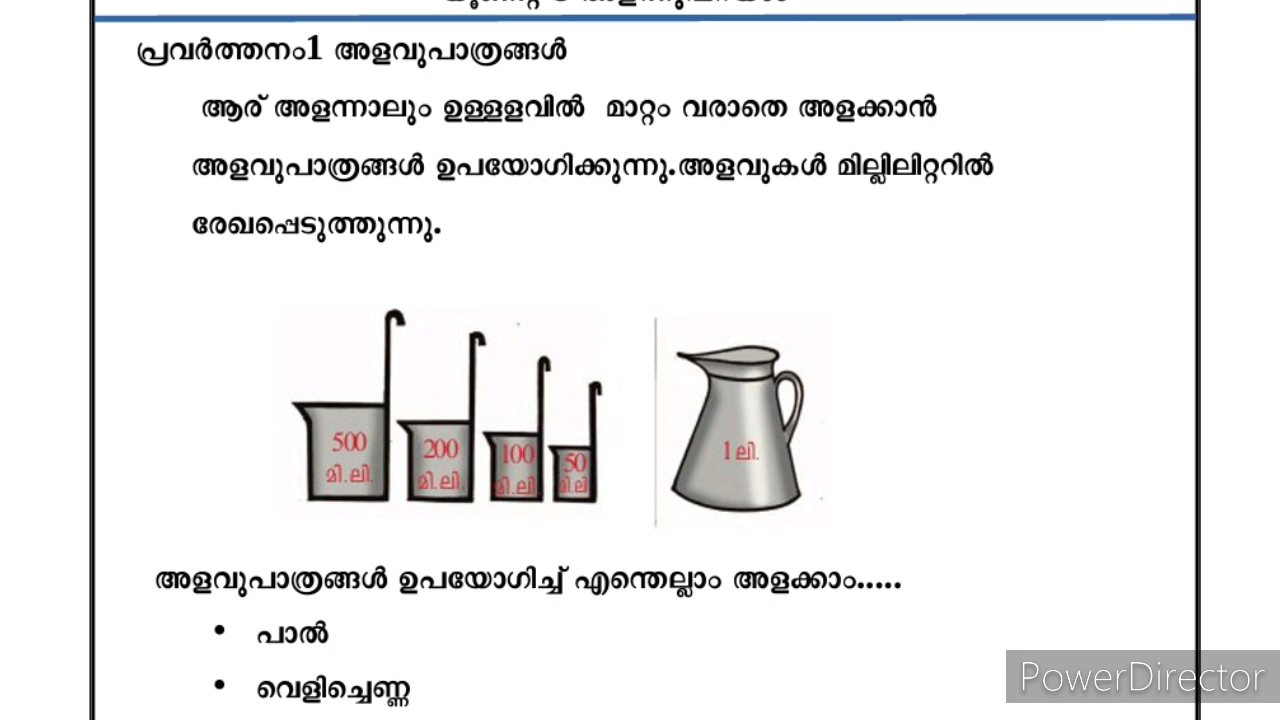 പ്രവർത്തനം1 അളവുപാത്രങ്ങൾ
ആര് അളന്നാലും ഉള്ളളവിൽ മാറ്റം വരാതെ അളക്കാൻ
അളവുപാത്രങ്ങൾ ഉപയോഗിക്കുന്നു.അളവുകൾ മില്ലിലിറ്ററിൽ
രേഖപ്പെടുത്തുന്നു.
500 മി.ലി.
200 മി.ലി.
100 മി.ലി.
50 മി.ലി
1 ലി.
അളവുപാത്രങ്ങൾ ഉപയോഗിച്ച് എന്തെല്ലാം അളക്കാം.....
• പാൽ
• വെളിച്ചെണ്ണ
PowerDirector